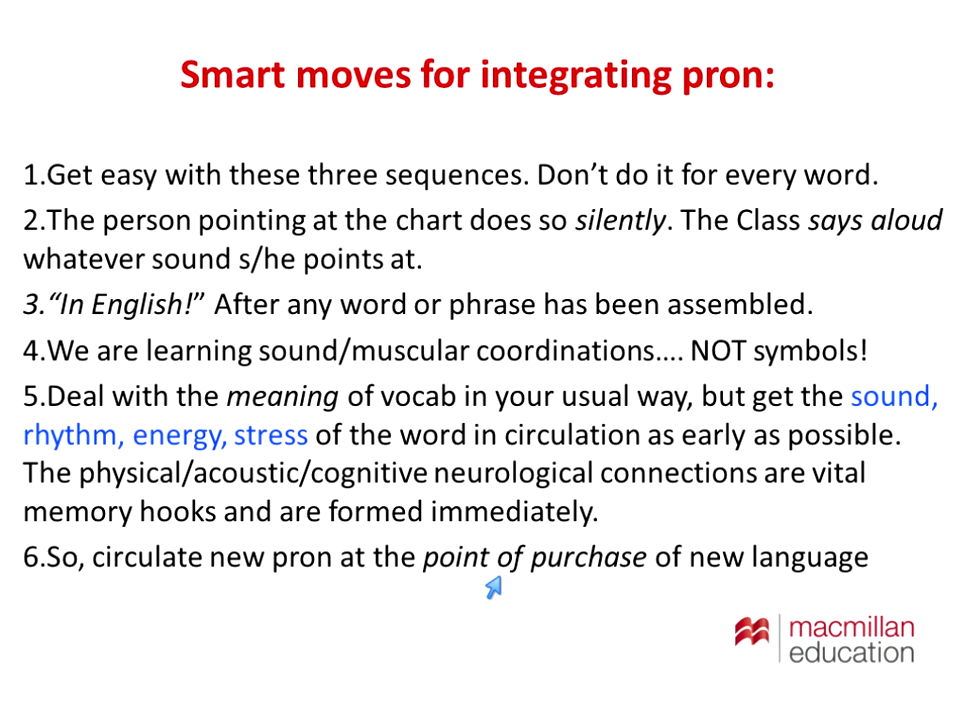 Smart moves for integrating pron:
1.Get easy with these three sequences. Don’t do it for every word.
2.The person pointing at the chart does so silently. The Class says aloud
whatever sound s/he points at.
3.“In English!” After any word or phrase has been assembled.
4.We are learning sound/muscular coordinations…. NOT symbols!
5.Deal with the meaning of vocab in your usual way, but get the sound,
rhythm, energy, stress of the word in circulation as early as possible.
The physical/acoustic/cognitive neurological connections are vital
memory hooks and are formed immediately.
6.So, circulate new pron at the point of purchase of new language
macmillan
education